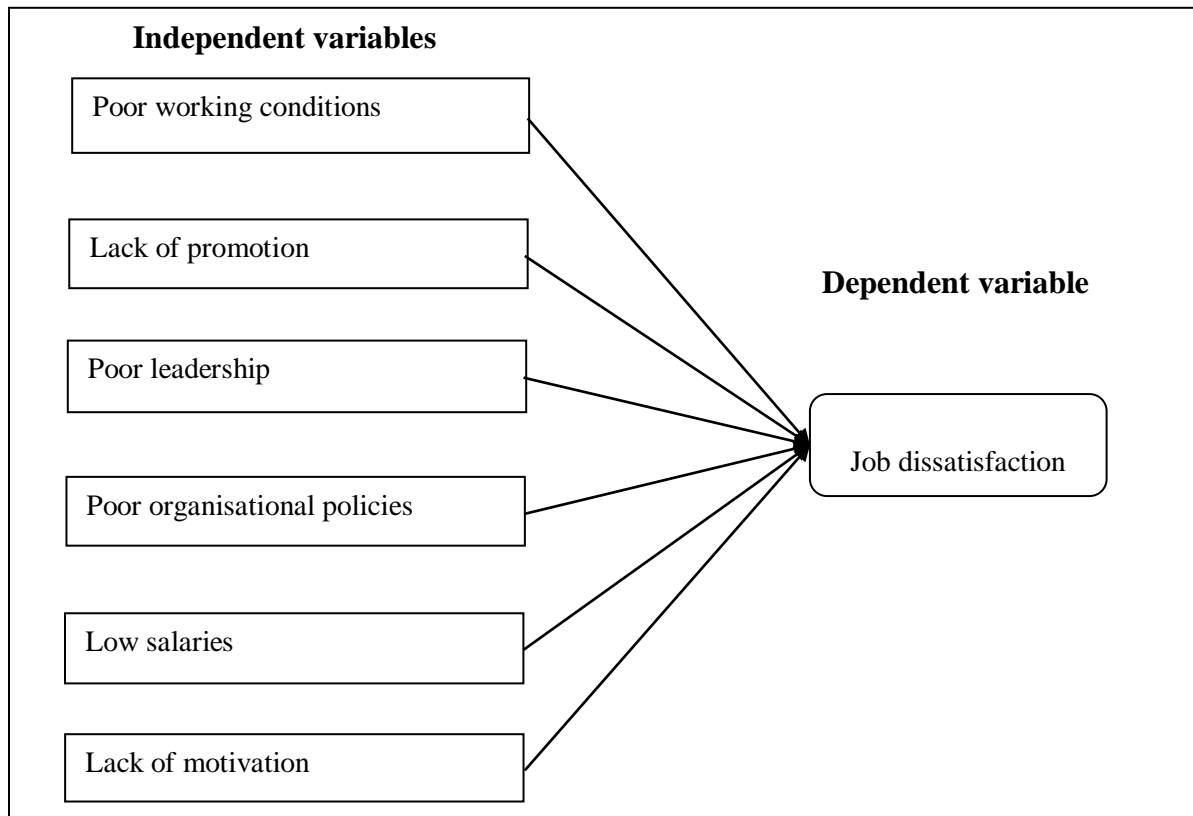 Independent variables
Poor working conditions
Lack of promotion
Dependent variable
Poor leadership
Job dissatisfaction
Poor organisational policies
Low salaries
Lack of motivation